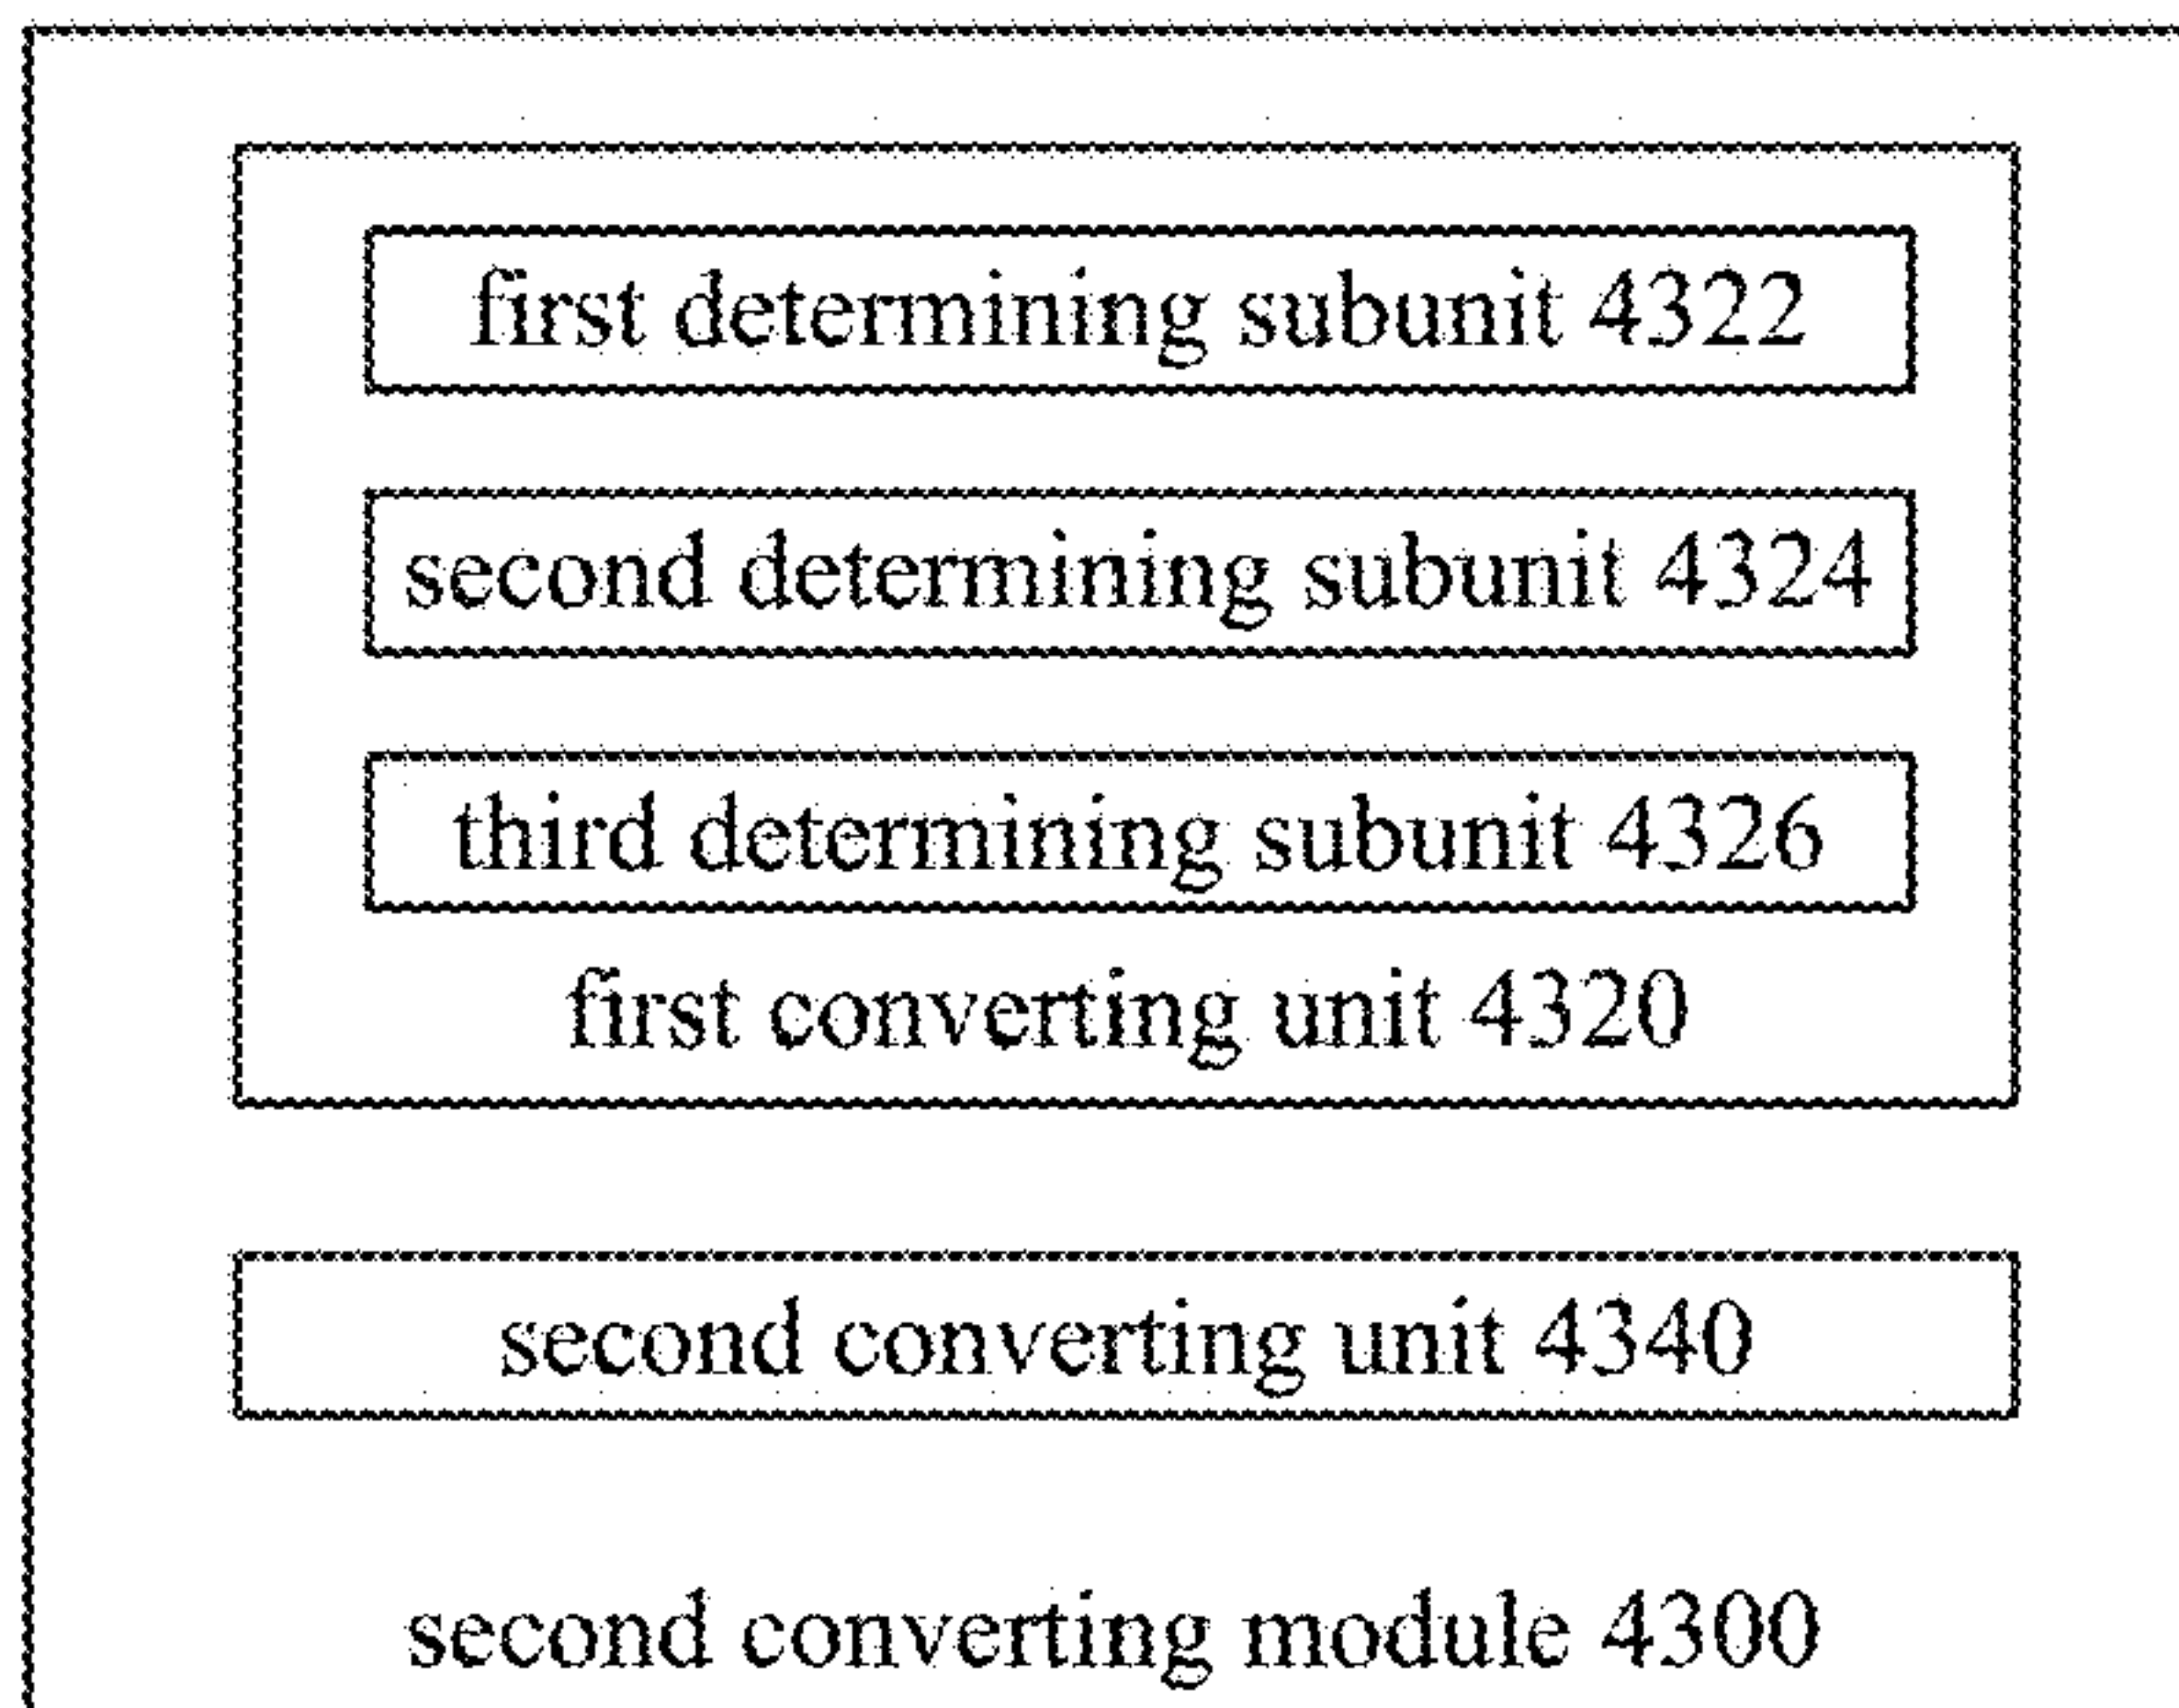 first determining subunit 4322
second determining subunit 4324
third determining subunit 4326
first converting unit 4320
second converting unit 4340
second converting module 4300